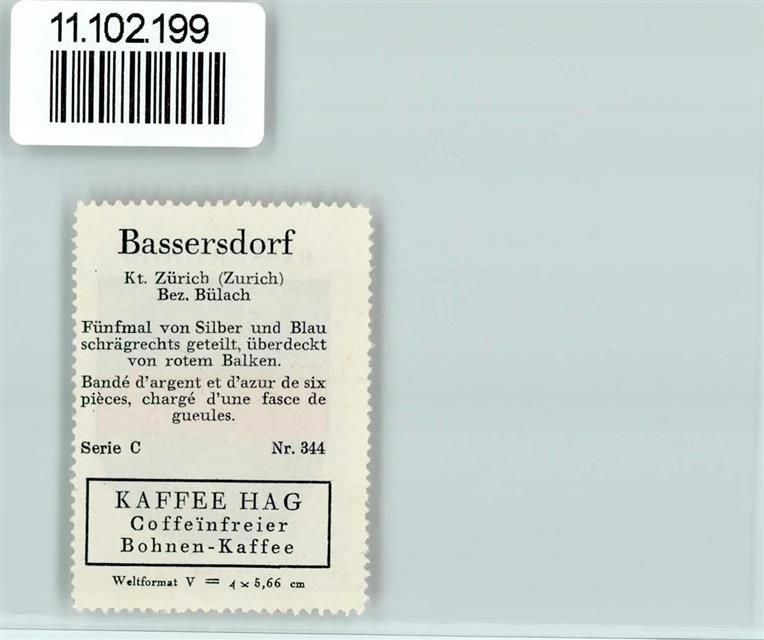 11.102.199
Bassersdorf
Kt. Zürich (Zurich)
Bez. Bülach
Fünfmal von Silber und Blau
schrägrechts geteilt, überdeckt
von rotem Balken.
Bandé d'argent et d'azur de six
pièces, chargé d'une fasce de
gueules.
Serie C Nr. 344
KAFFEE HAG
Coffeïnfreier
Bohnen-Kaffee
Weltformat V = 4 x 5,66 cm